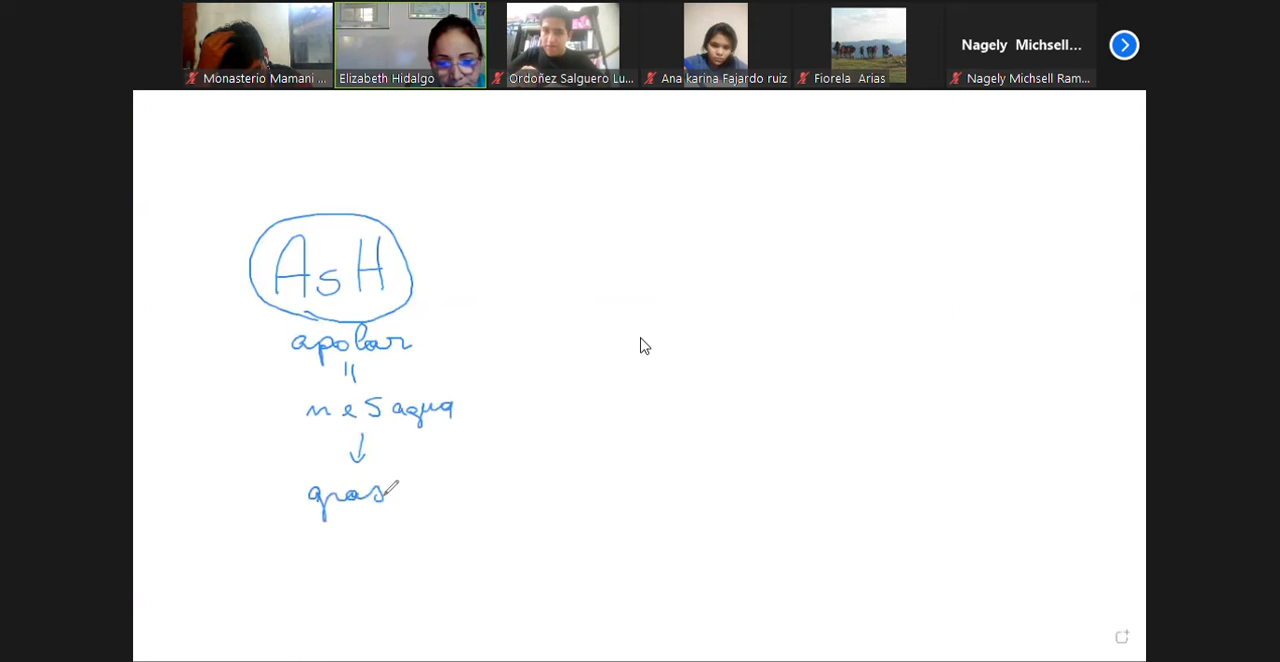 Monasterio Mamani ...
Elizabeth Hidalgo
Ordoñez Salguero Lu...
Ana karina Fajardo ruiz
Fiorela Arias
Nagely Michsell...
Nagely Michsell Ram...
AsH
apolar
n e S agua
gras